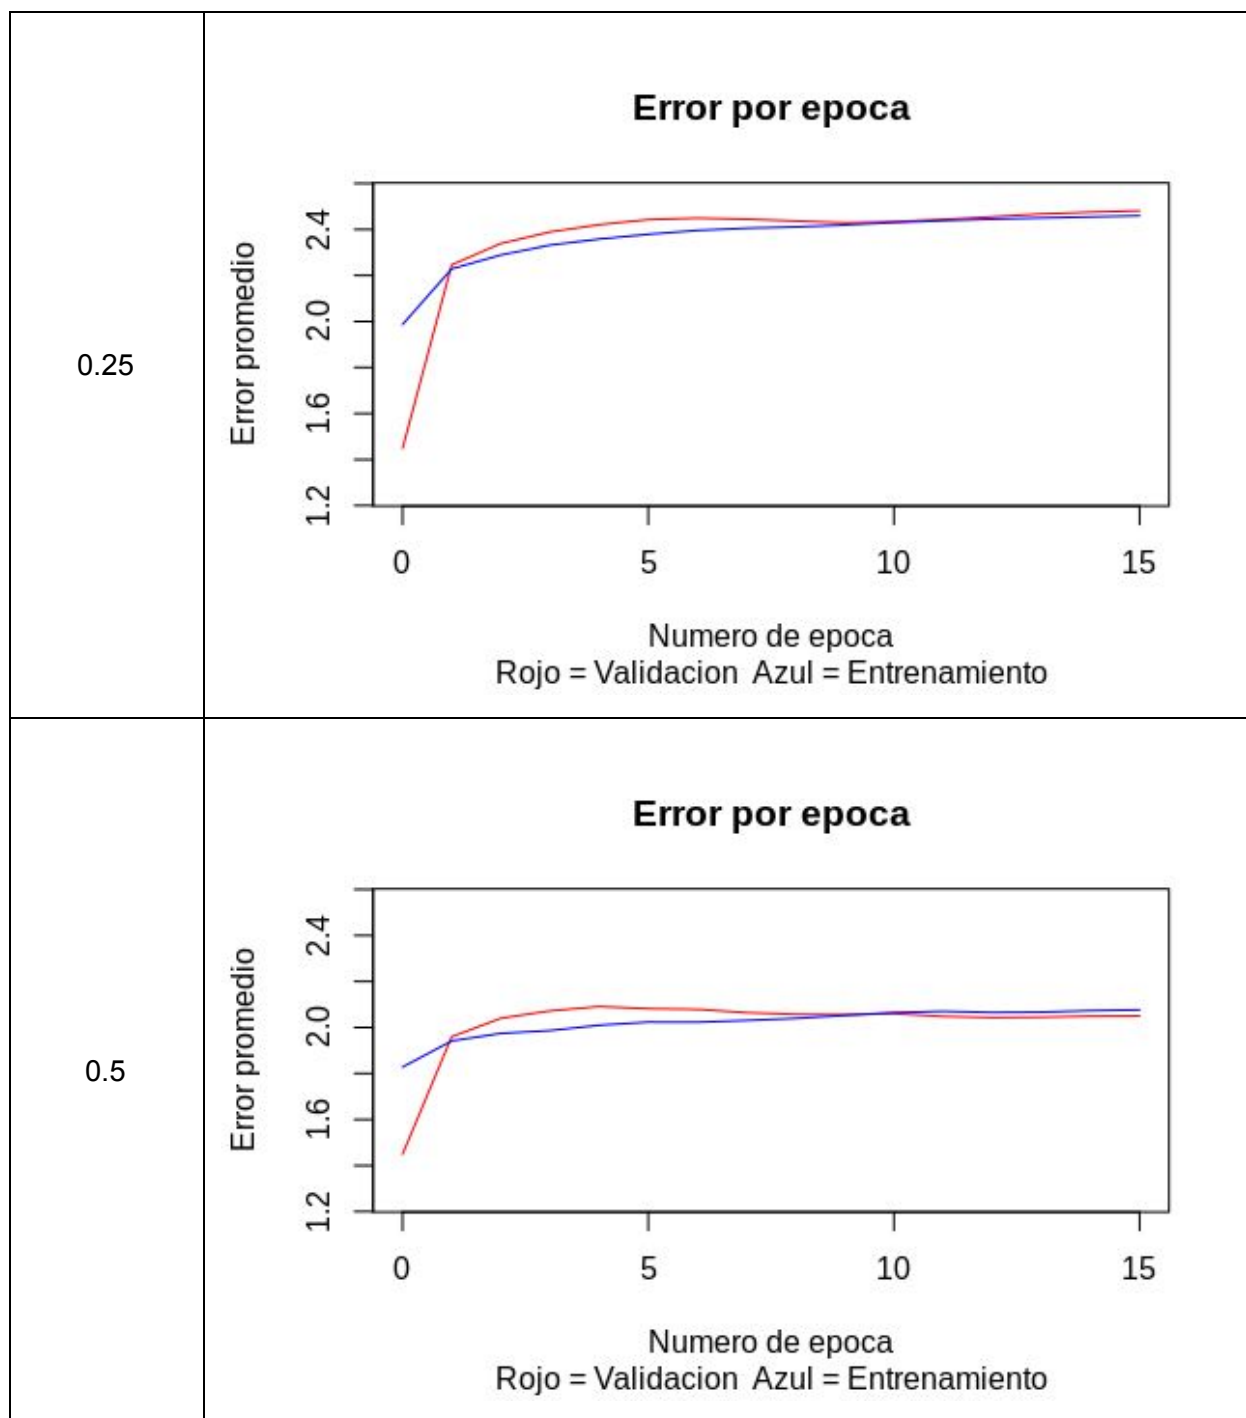 Error por epoca
0.25
Error promedio
2.4
2.0
1.6
1.2
0 5 10 15
Numero de epoca
Rojo = Validacion Azul = Entrenamiento
Error por epoca
0.5
Error promedio
2.4
2.0
1.6
1.2
0 5 10 15
Numero de epoca
Rojo = Validacion Azul = Entrenamiento